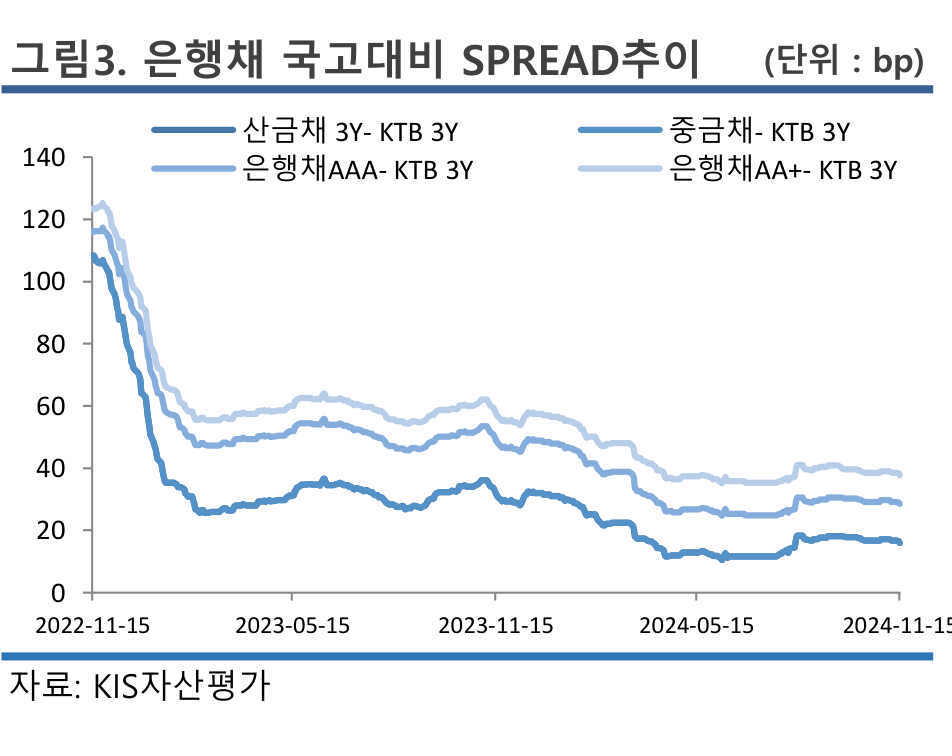 그림3. 은행채 국고대비 SPREAD추이 (단위 : bp)
산금채 3Y- KTB 3Y 중금채- KTB 3Y
은행채AAA- KTB 3Y 은행채AA+- KTB 3Y
140
120
100
80
60
40
20
0
2022-11-15 2023-05-15 2023-11-15 2024-05-15 2024-11-15
자료: KIS자산평가